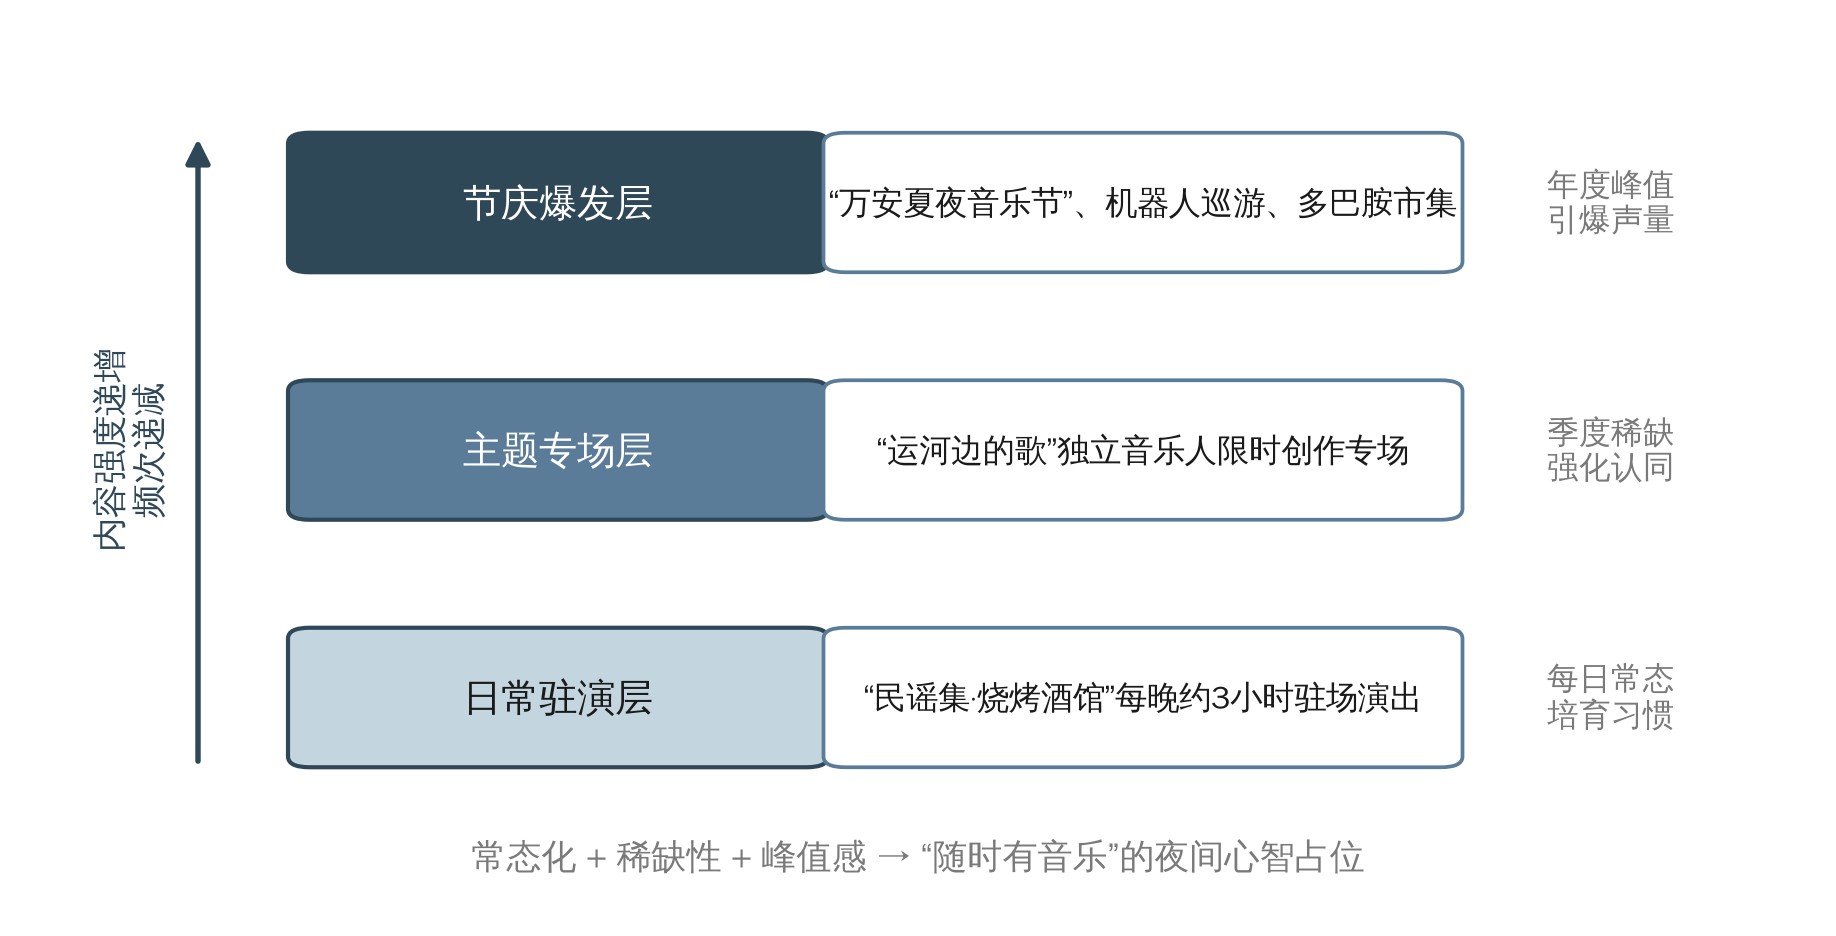 节庆爆发层
“万安夏夜音乐节”、机器人巡游、多巴胺市集
年度峰值
引爆声量
内容强度递增
频次递减
主题专场层
“运河边的歌”独立音乐人限时创作专场
季度稀缺
强化认同
日常驻演层
“民谣集·烧烤酒馆”每晚约3小时驻场演出
每日常态
培育习惯
常态化 + 稀缺性 + 峰值感 → “随时有音乐”的夜间心智占位